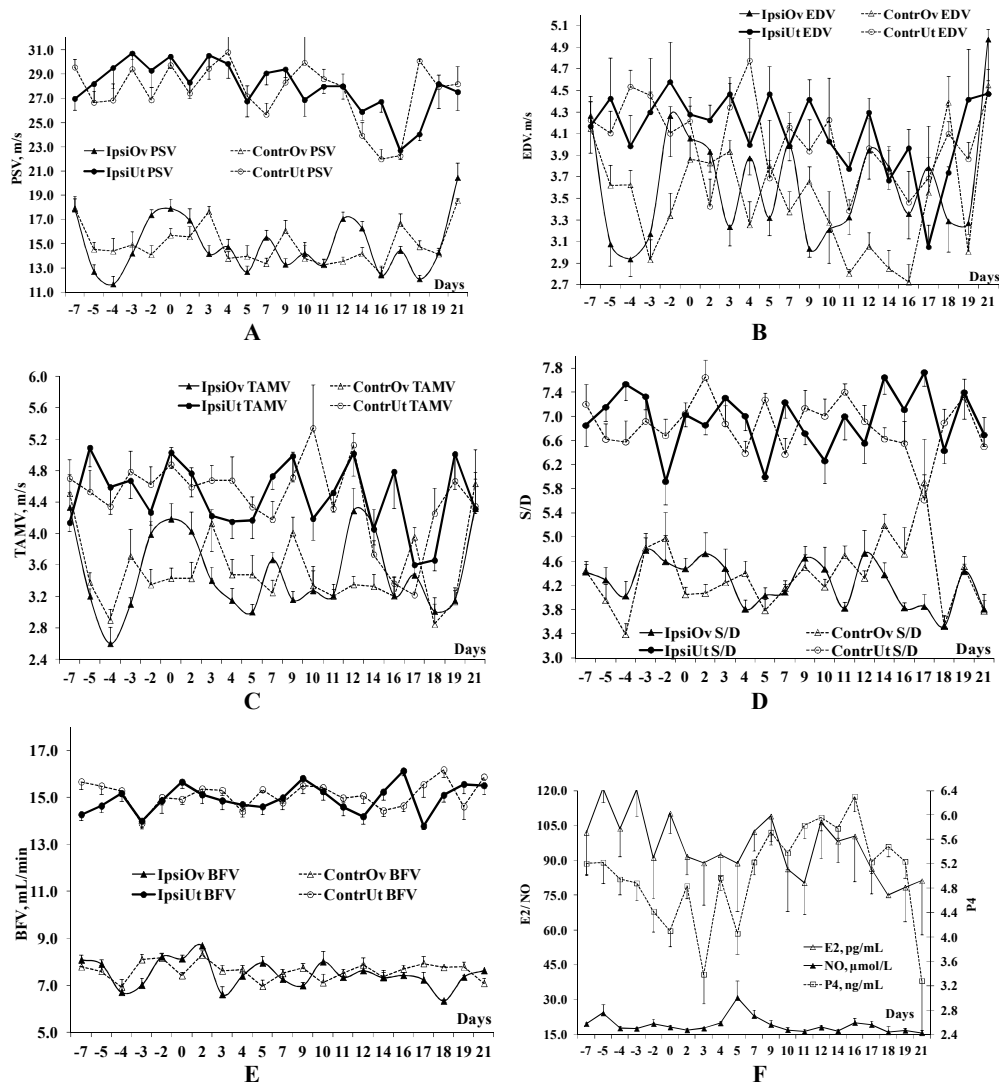 PSV, m/s
31.0
29.0
27.0
25.0
23.0
21.0
19.0
17.0
15.0
13.0
11.0
IpsiOv PSV ContrOv PSV
IpsiUt PSV ContrUt PSV
Days
-7 -5 -4 -3 -2 0 2 3 4 5 7 9 10 11 12 14 16 17 18 19 21
A
EDV, m/s
5.1
4.9
4.7
4.5
4.3
4.1
3.9
3.7
3.5
3.3
3.1
2.9
2.7
IpsiOv EDV ContrOv EDV
IpsiUt EDV ContrUt EDV
Days
-7 -5 -4 -3 -2 0 2 3 4 5 7 9 10 11 12 14 16 17 18 19 21
B
TAMV, m/s
6.0
5.6
5.2
4.8
4.4
4.0
3.6
3.2
2.8
2.4
IpsiOv TAMV ContrOv TAMV
IpsiUt TAMV ContrUt TAMV
Days
-7 -5 -4 -3 -2 0 2 3 4 5 7 9 10 11 12 14 16 17 18 19 21
C
S/D
7.8
7.4
7.0
6.6
6.2
5.8
5.4
5.0
4.6
4.2
3.8
3.4
3.0
IpsiOv S/D ContrOv S/D
IpsiUt S/D ContrUt S/D
Days
-7 -5 -4 -3 -2 0 2 3 4 5 7 9 10 11 12 14 16 17 18 19 21
D
BFV, mL/min
17.0
15.0
13.0
11.0
9.0
7.0
5.0
IpsiOv BFV ContrOv BFV
IpsiUt BFV ContrUt BFV
Days
-7 -5 -4 -3 -2 0 2 3 4 5 7 9 10 11 12 14 16 17 18 19 21
E
E2/ NO
120.0
105.0
90.0
75.0
60.0
45.0
30.0
15.0
P4
6.4
6.0
5.6
5.2
4.8
4.4
4.0
3.6
3.2
2.8
2.4
E2, pg/mL
NO, µmol/L
P4, ng/mL
Days
-7 -5 -4 -3 -2 0 2 3 4 5 7 9 10 11 12 14 16 17 18 19 21
F